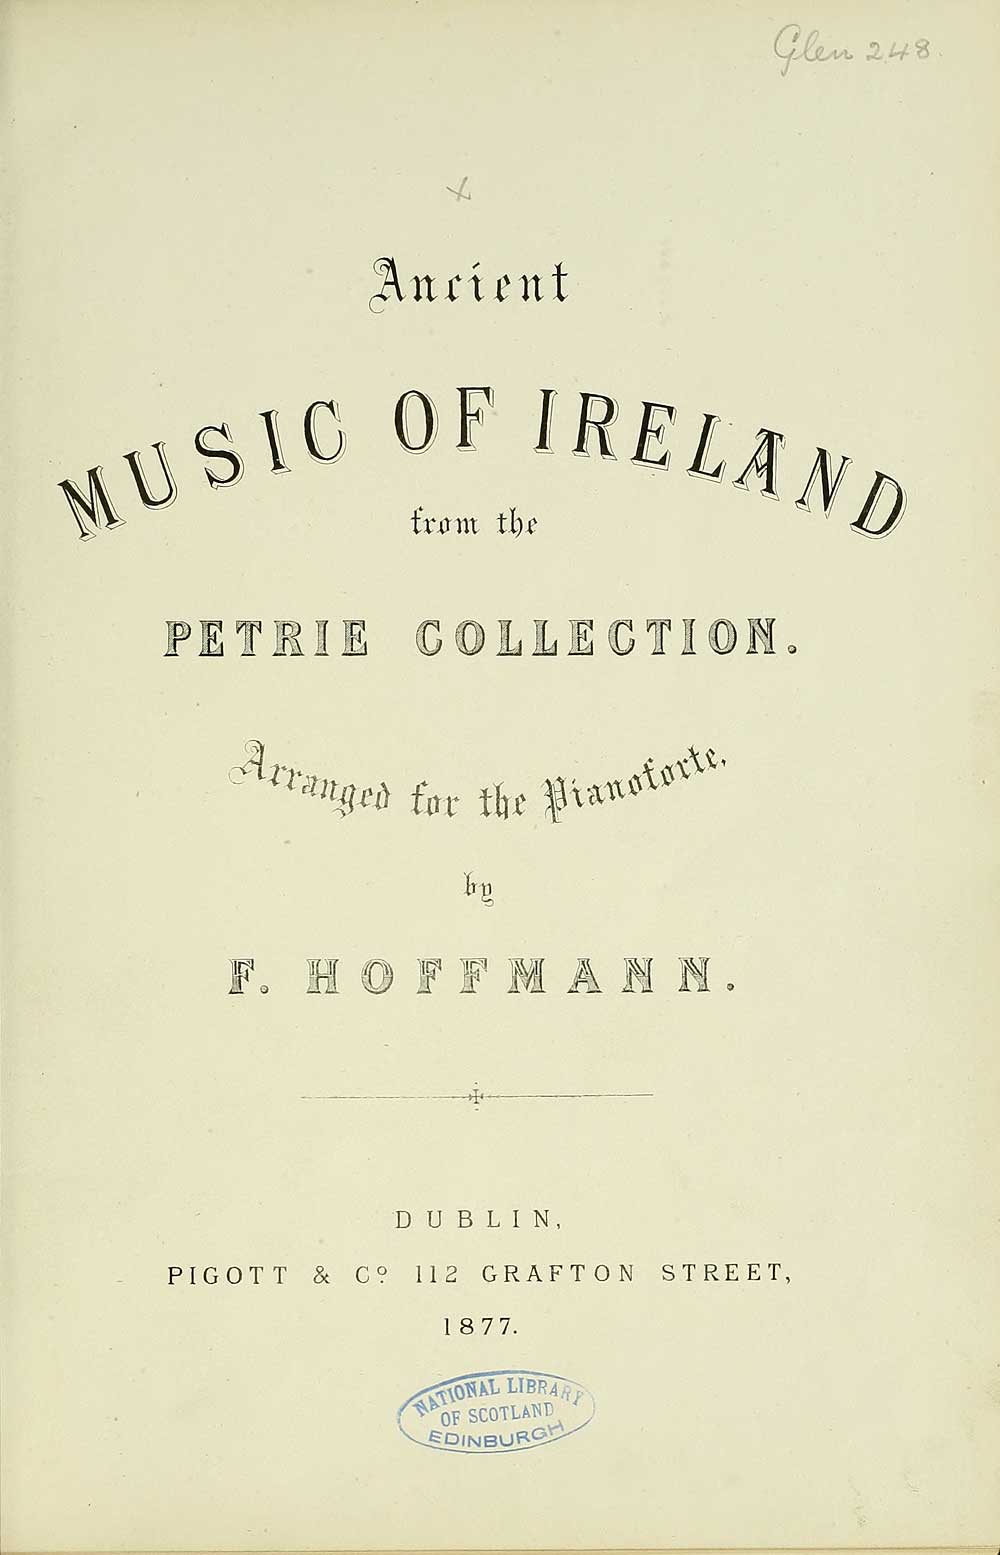 Glen 248.
x
Ancient
MUSIC OF IRELAND
from the
PETRIE COLLECTION.
Arranged for the Pianoforte,
by
F. HOFFMANN.
DUBLIN,
PIGOTT & Cº 112 GRAFTON STREET,
1877.
NATIONAL LIBRARY
OF SCOTLAND
EDINBURGH